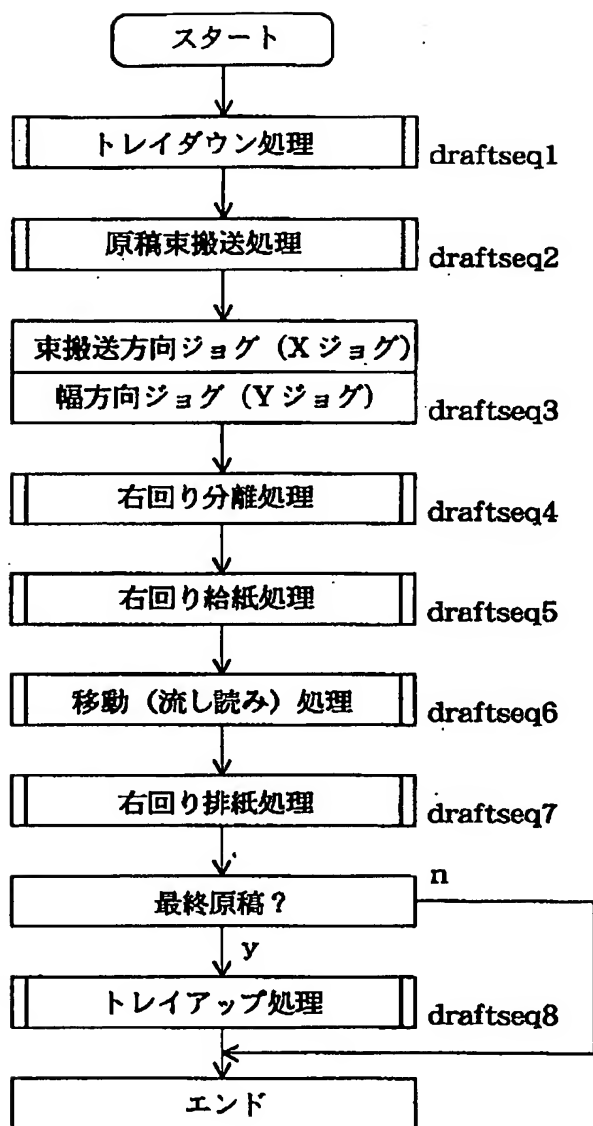 スタート
トレイダウン処理
draftseq1
原稿束搬送処理
draftseq2
束搬送方向ジョグ (Xジョグ)
幅方向ジョグ (Yジョグ)
draftseq3
右回り分離処理
draftseq4
右回り給紙処理
draftseq5
移動 (流し読み) 処理
draftseq6
右回り排紙処理
draftseq7
最終原稿?
n
y
トレイアップ処理
draftseq8
エンド